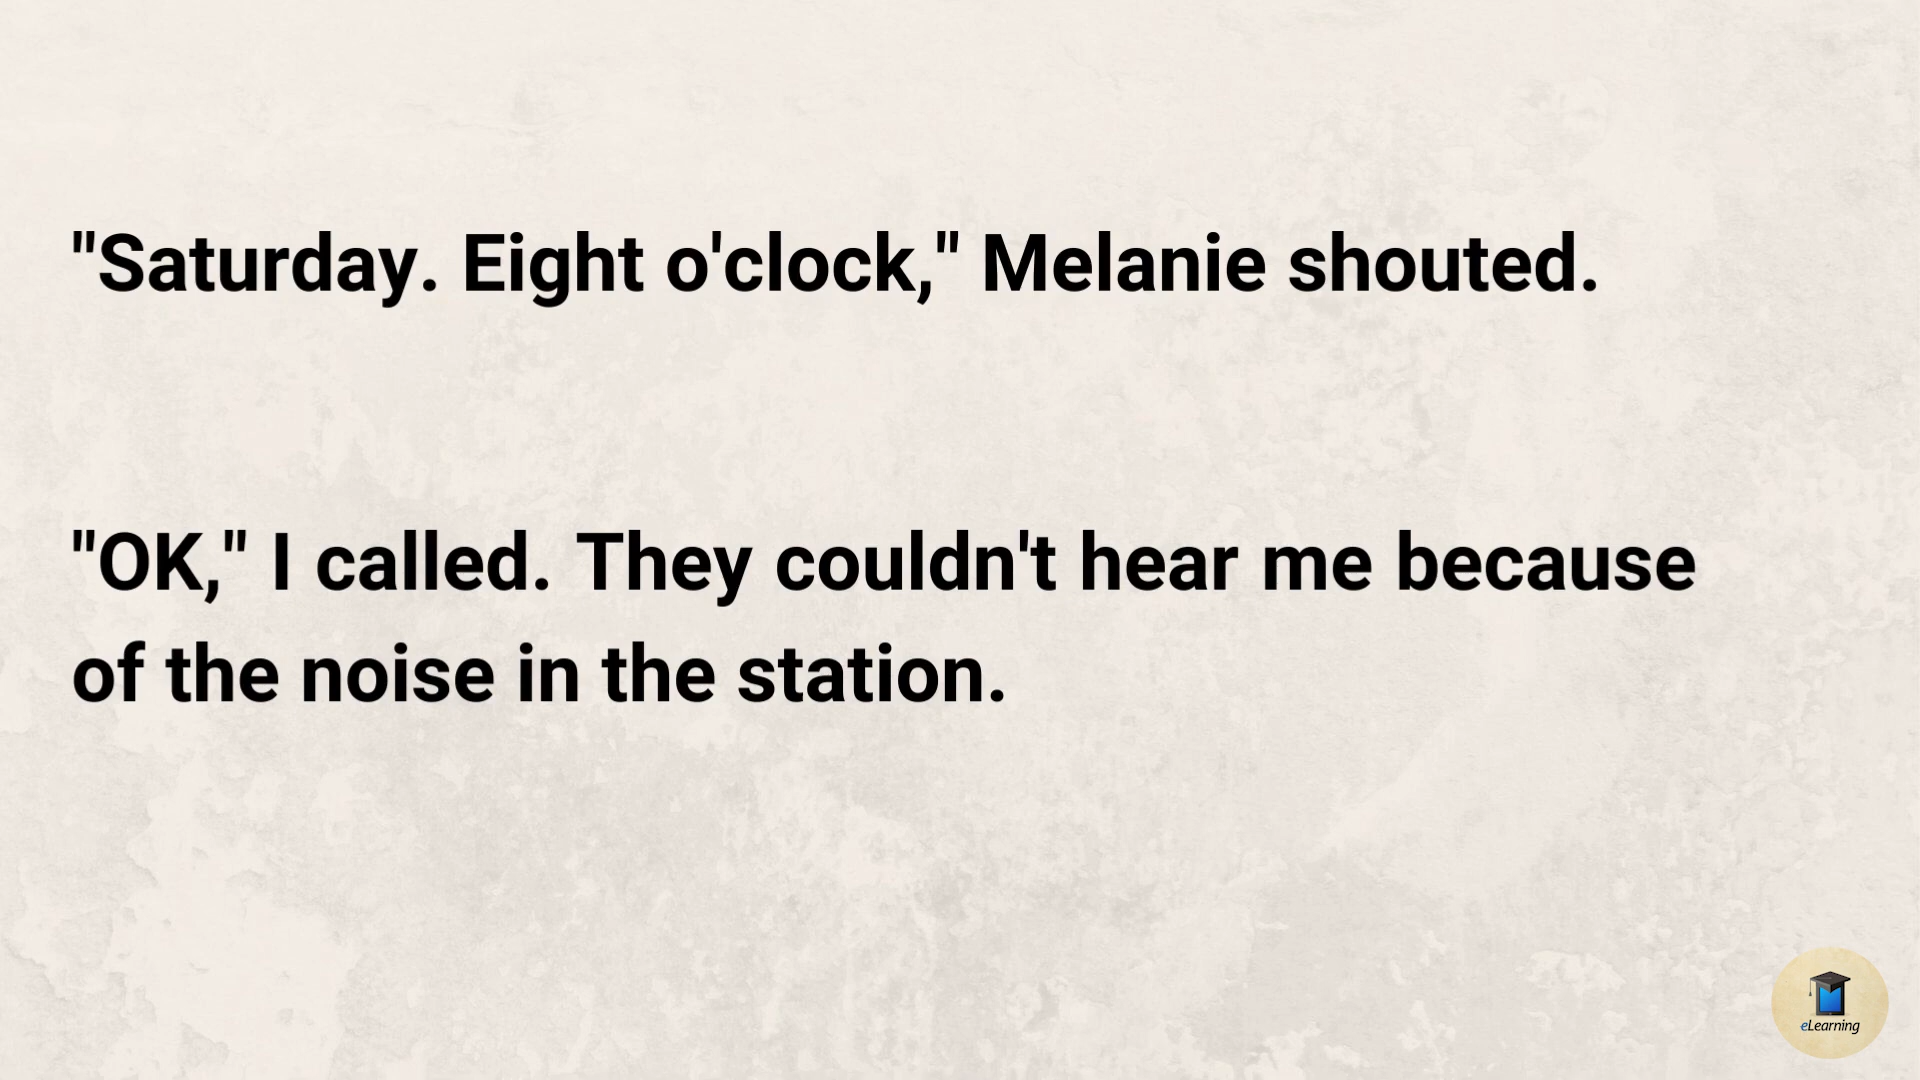 "Saturday. Eight o'clock," Melanie shouted.
"OK," I called. They couldn't hear me because
of the noise in the station.
eLearning